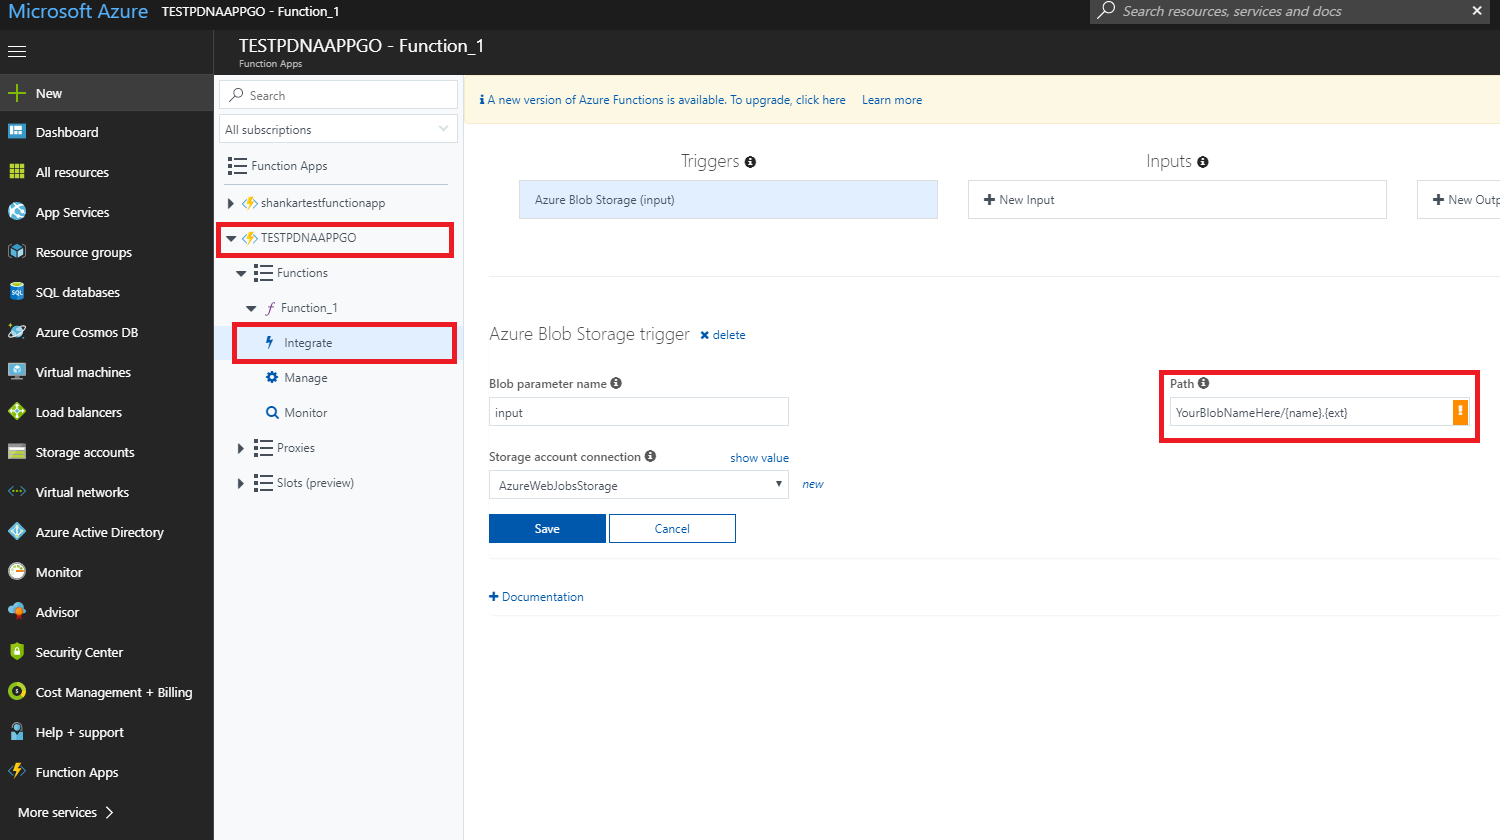 Microsoft Azure TESTPDNAAPPGO - Function_1
Search resources, services and docs
TESTPDNAAPPGO - Function_1
Function Apps
New
Dashboard
All resources
App Services
Resource groups
SQL databases
Azure Cosmos DB
Virtual machines
Load balancers
Storage accounts
Virtual networks
Azure Active Directory
Monitor
Advisor
Security Center
Cost Management + Billing
Help + support
Function Apps
More services
Search
All subscriptions
Function Apps
shankartestfunctionapp
TESTPDNAAPPGO
Functions
Function_1
Integrate
Manage
Monitor
Proxies
Slots (preview)
A new version of Azure Functions is available. To upgrade, click here Learn more
Triggers
Azure Blob Storage (input)
Inputs
New Input
New Outp
Azure Blob Storage trigger delete
Blob parameter name
input
Path
YourBlobNameHere/{name}.{ext}
Storage account connection show value
AzureWebJobsStorage new
Save Cancel
Documentation